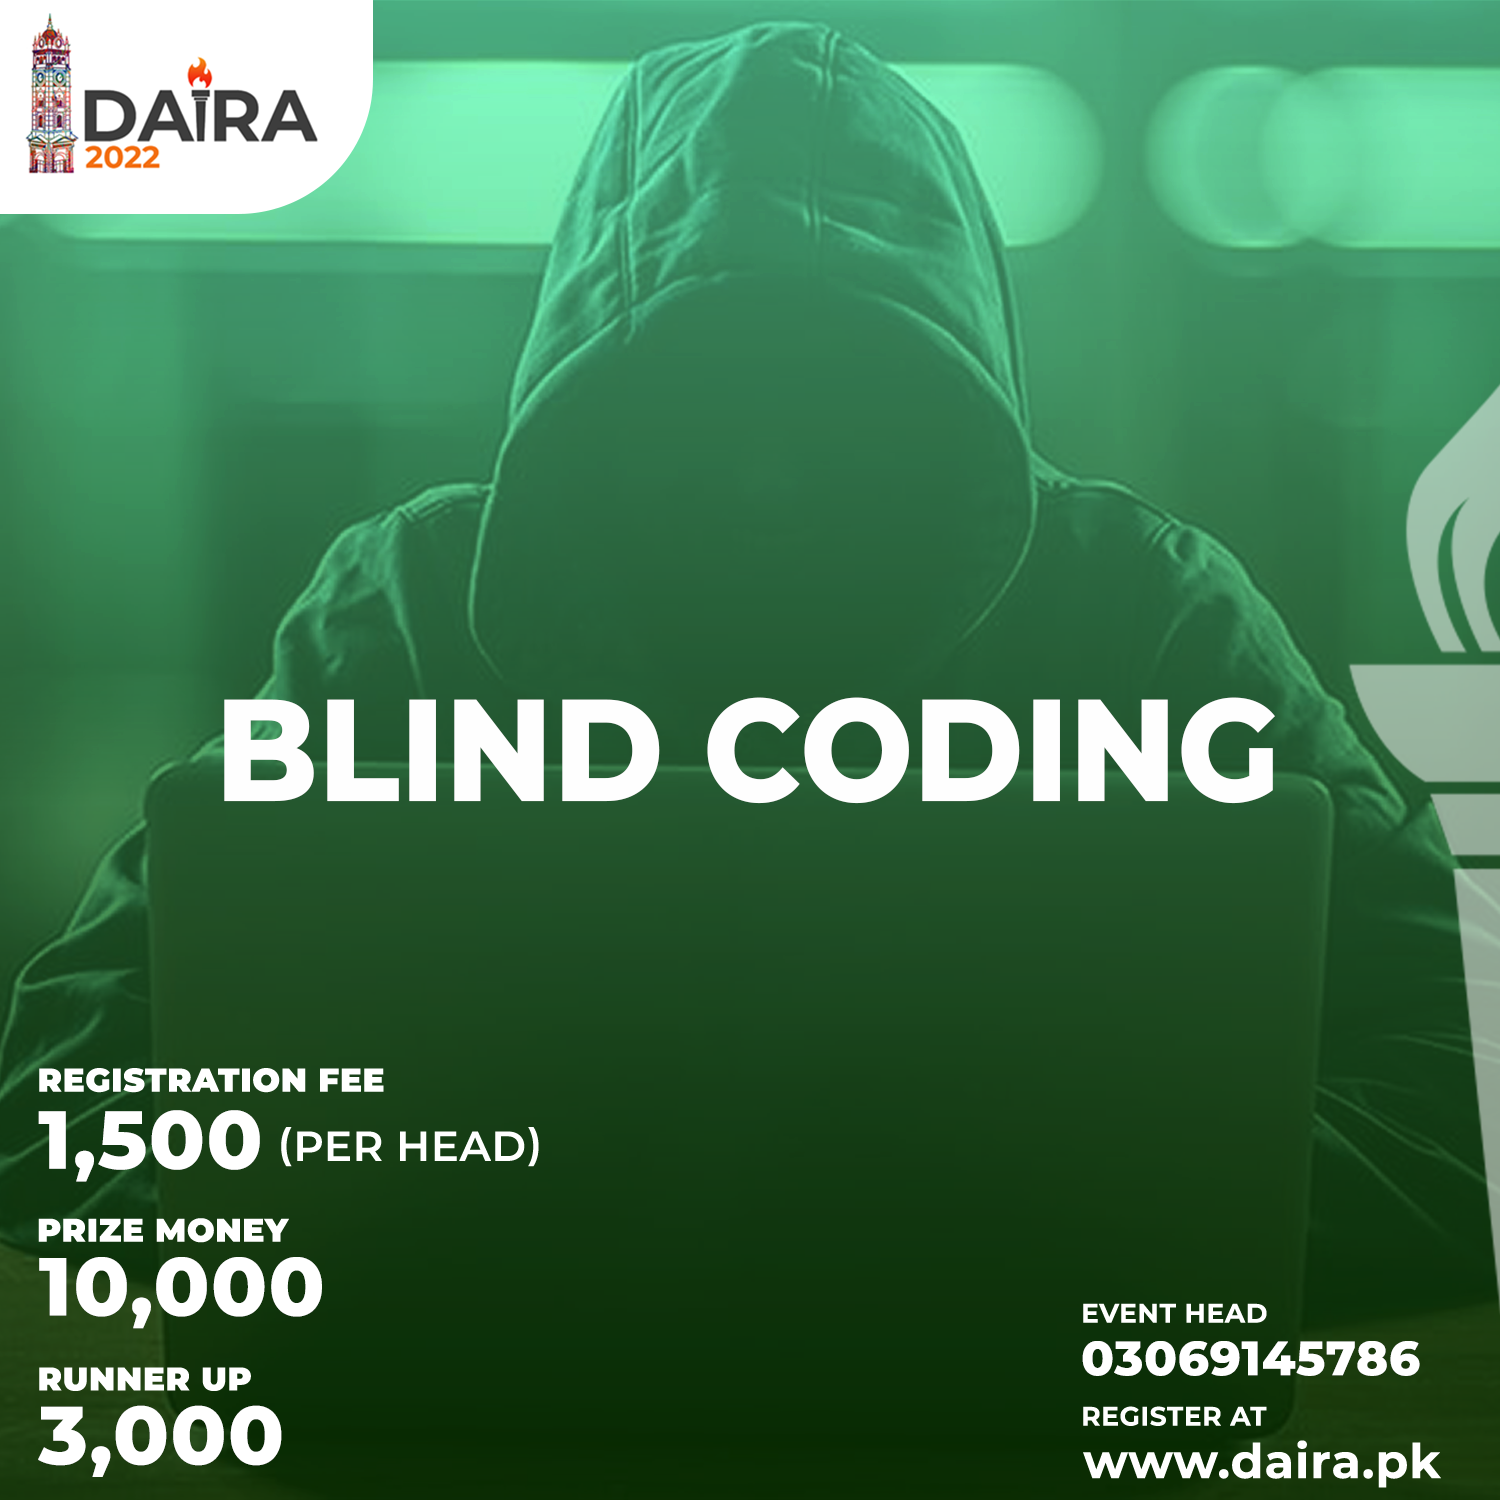 DAIRA
2022
BLIND CODING
REGISTRATION FEE
1,500 (PER HEAD)
PRIZE MONEY
10,000
RUNNER UP
3,000
EVENT HEAD
03069145786
REGISTER AT
www.daira.pk